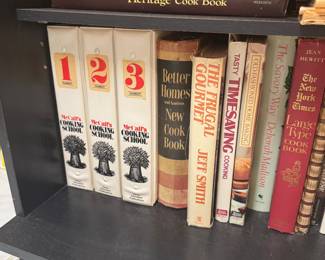 Heritage Cook Book
1
2
3
McCall's
COOKING
SCHOOL
McCall's
COOKING
SCHOOL
McCall's
COOKING
SCHOOL
Better
Homes
and Gardens
New
Cook
Book
THE FRUGAL
GOURMET
JEFF SMITH
TASTY
TIMESAVING
COOKING
JEAN
HEWITT
The
New York
Times
Large
Type
COOK
BOOK